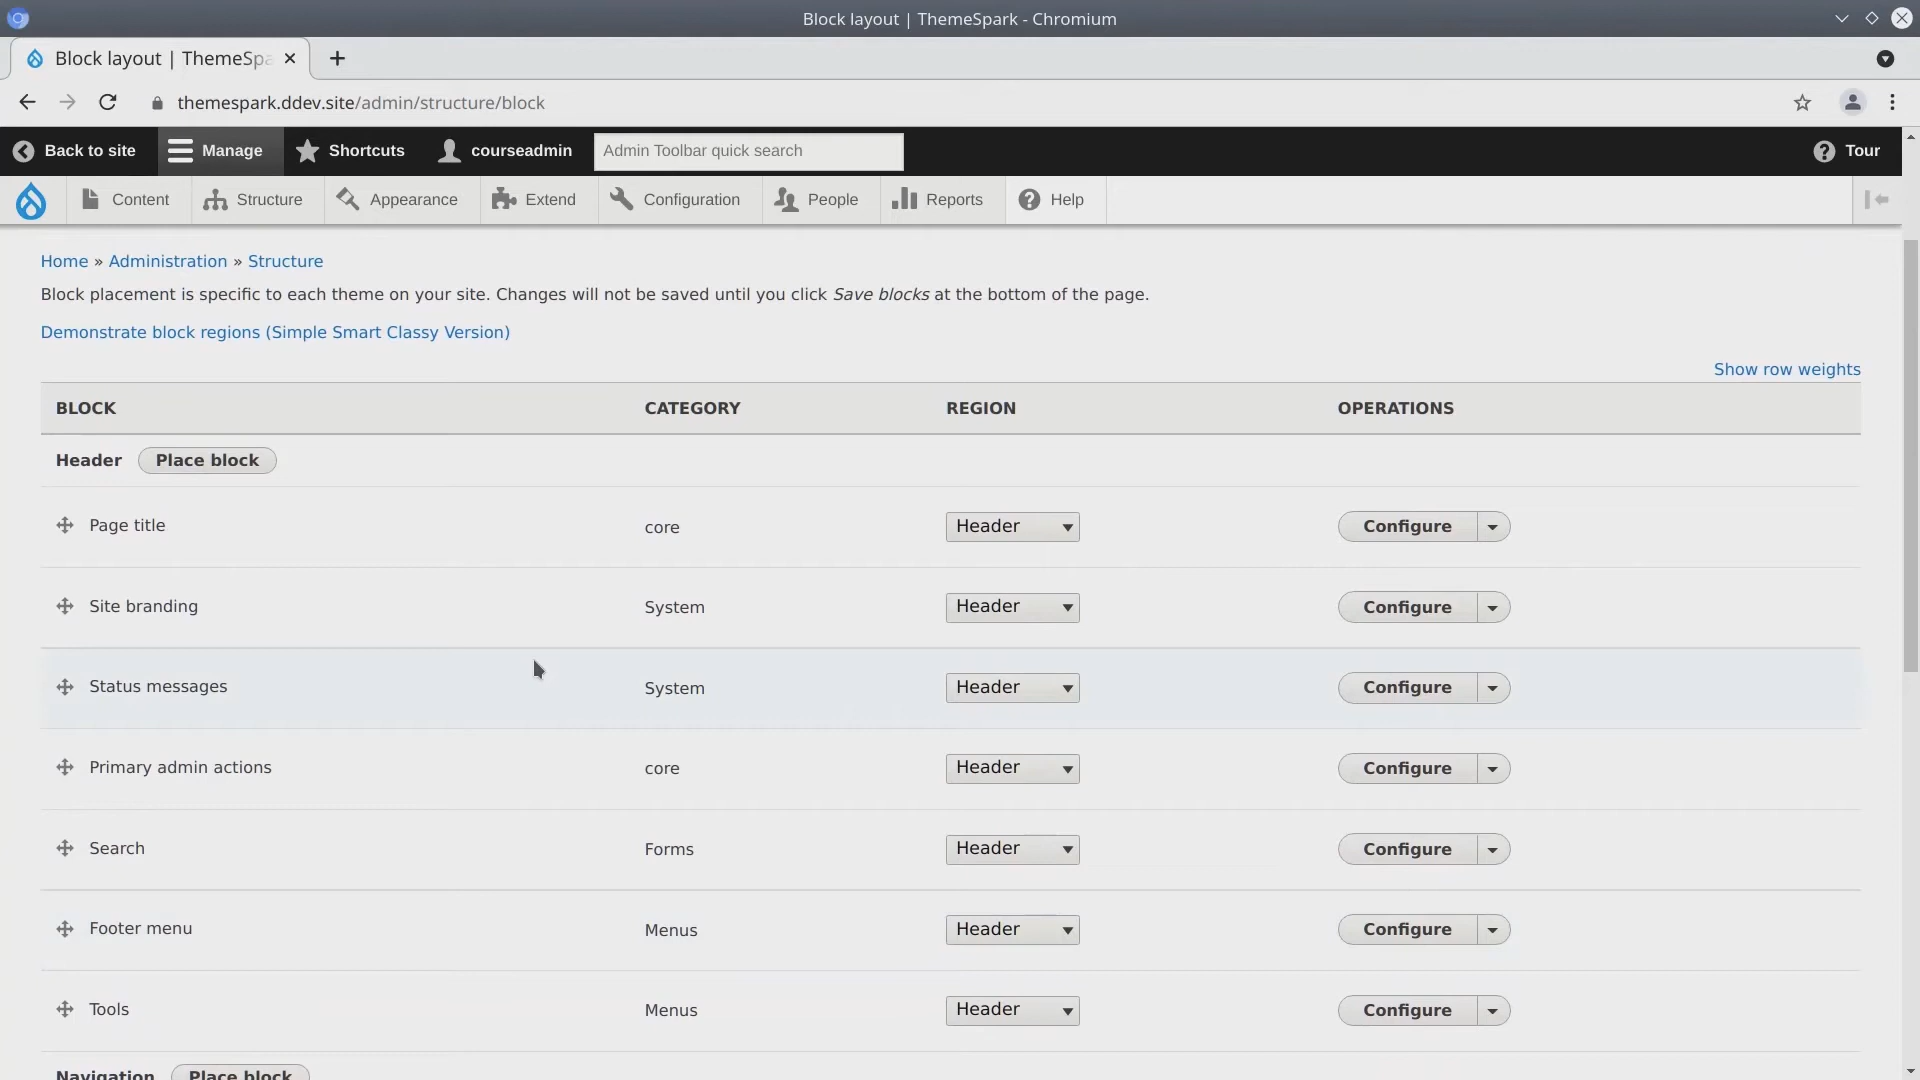 Block layout | ThemeSpark - Chromium
Block layout | ThemeSpa
themespark.ddev.site/admin/structure/block
Back to site Manage Shortcuts courseadmin Admin Toolbar quick search Tour
Content Structure Appearance Extend Configuration People Reports Help
Home » Administration » Structure
Block placement is specific to each theme on your site. Changes will not be saved until you click Save blocks at the bottom of the page.
Demonstrate block regions (Simple Smart Classy Version)
Show row weights
BLOCK CATEGORY REGION OPERATIONS
Header Place block
Page title core Header Configure
Site branding System Header Configure
Status messages System Header Configure
Primary admin actions core Header Configure
Search Forms Header Configure
Footer menu Menus Header Configure
Tools Menus Header Configure
Navigation Place block